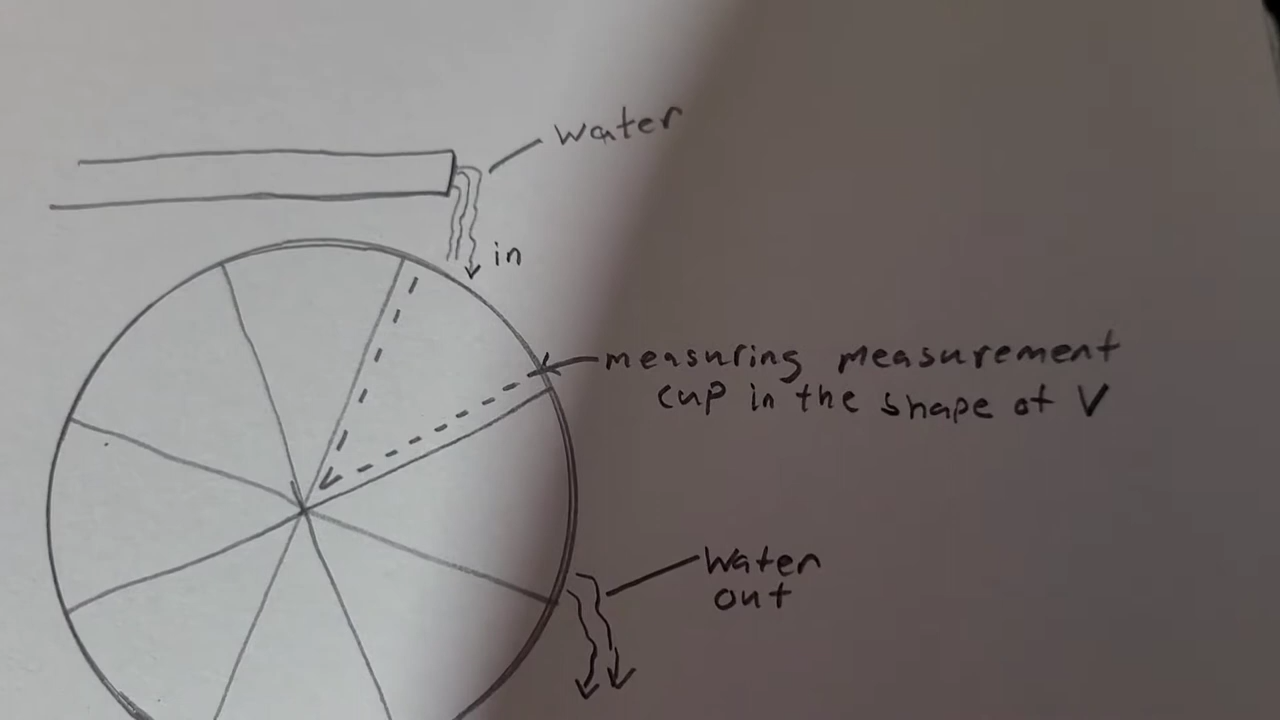 water
in
measuring measurement
cup in the shape of V
Water
out